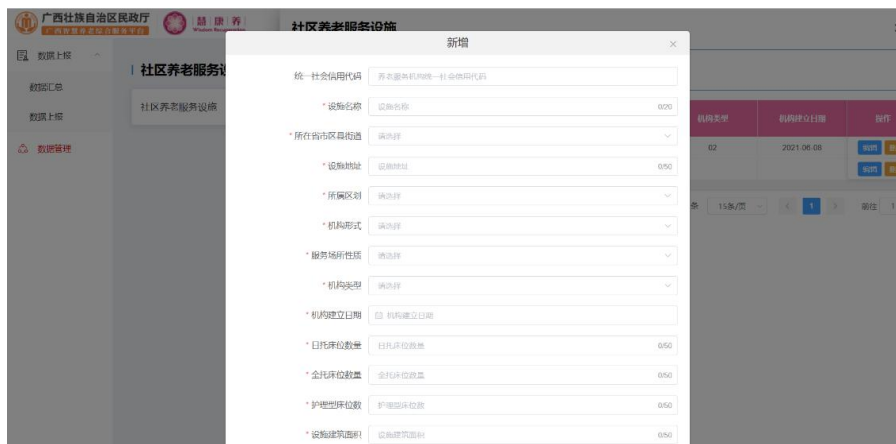 广西壮族自治区民政厅
广西智慧养老综合服务平台
慧 康 养
社区养老服务设施
数据上报
数据汇总
数据上报
数据管理
社区养老服务设
社区养老服务设施
新增
统一社会信用代码 养老服务机构统一社会信用代码
* 设施名称 设施名称 0/20
* 所在省市区县街道 请选择
* 设施地址 设施地址 0/50
* 所属区划 请选择
* 机构形式 请选择
* 服务场所性质 请选择
* 机构类型 请选择
* 机构建立日期 机构建立日期
* 日托床位数量 日托床位数量 0/50
* 全托床位数量 全托床位数量 0/50
* 护理型床位数 护理型床位数 0/50
* 设施建筑面积 设施建筑面积 0/50
机构类型 机构建立日期 操作
02 2021-06-08 编辑
编辑
条 15条/页 1 前往 1